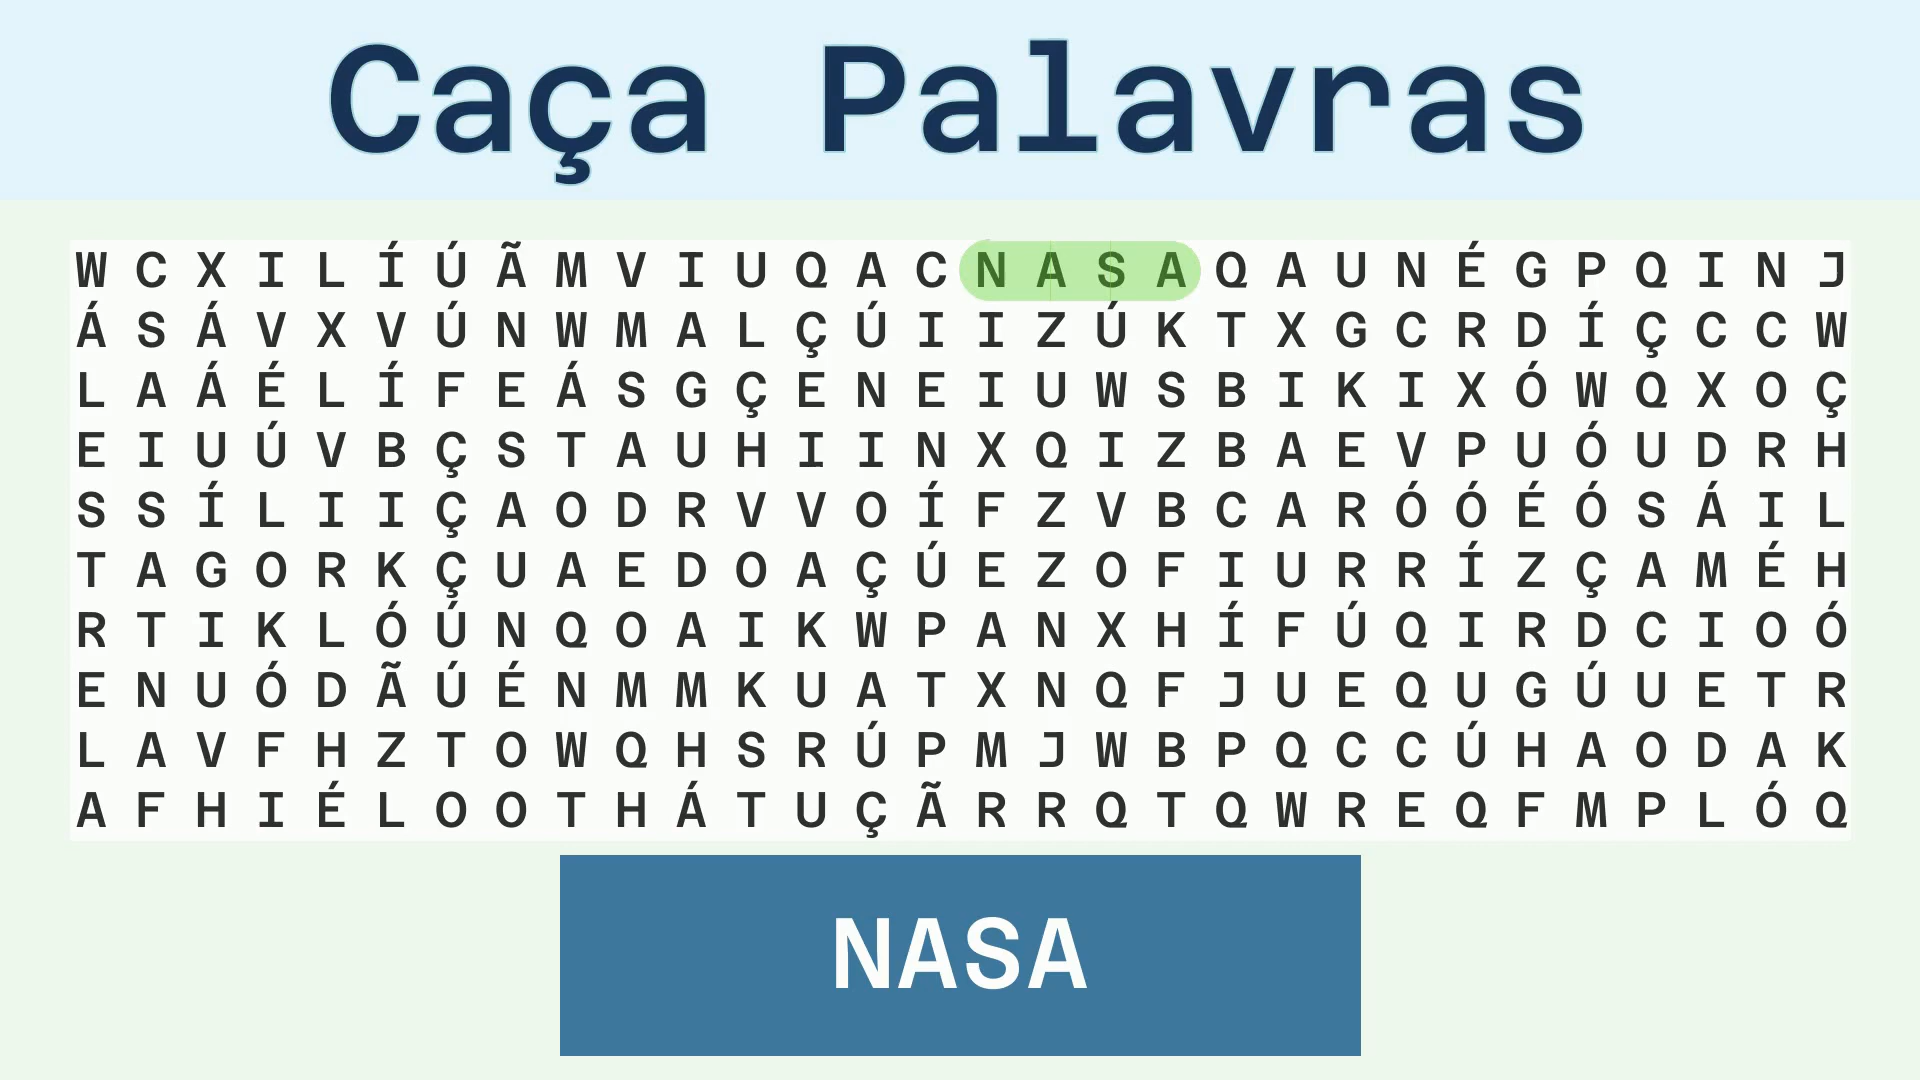 Caça Palavras
W C X I L Í Ú Ã M V I U Q A C N A S A Q A U N É G P Q I N J
Á S Á V X V Ú N W M A L Ç Ú I I Z Ú K T X G C R D Í Ç C C W
L A Á É L Í F E Á S G Ç E N E I U W S B I K I X Ó W Q X O Ç
E I U Ú V B Ç S T A U H I I N X Q I Z B A E V P U Ó U D R H
S S Í L I I Ç A O D R V V O Í F Z V B C A R Ó Ó É Ó S Á I L
T A G O R K Ç U A E D O A Ç Ú E Z O F I U R R Í Z Ç A M É H
R T I K L Ó Ú N Q O A I K W P A N X H Í F Ú Q I R D C I O Ó
E N U Ó D Ã Ú É N M M K U A T X N Q F J U E Q U G Ú U E T R
L A V F H Z T O W Q H S R Ú P M J W B P Q C C Ú H A O D A K
A F H I É L O O T H Á T U Ç Ã R R Q T Q W R E Q F M P L Ó Q
NASA